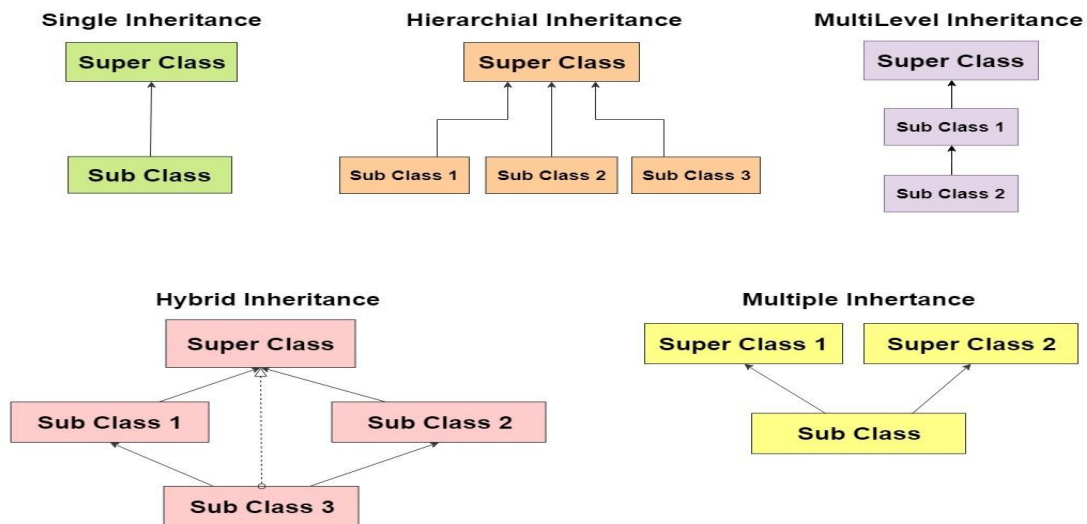 Single Inheritance
Super Class
Sub Class
Hierarchial Inheritance
Super Class
Sub Class 1
Sub Class 2
Sub Class 3
MultiLevel Inheritance
Super Class
Sub Class 1
Sub Class 2
Hybrid Inheritance
Super Class
Sub Class 1
Sub Class 2
Sub Class 3
Multiple Inhertance
Super Class 1
Super Class 2
Sub Class